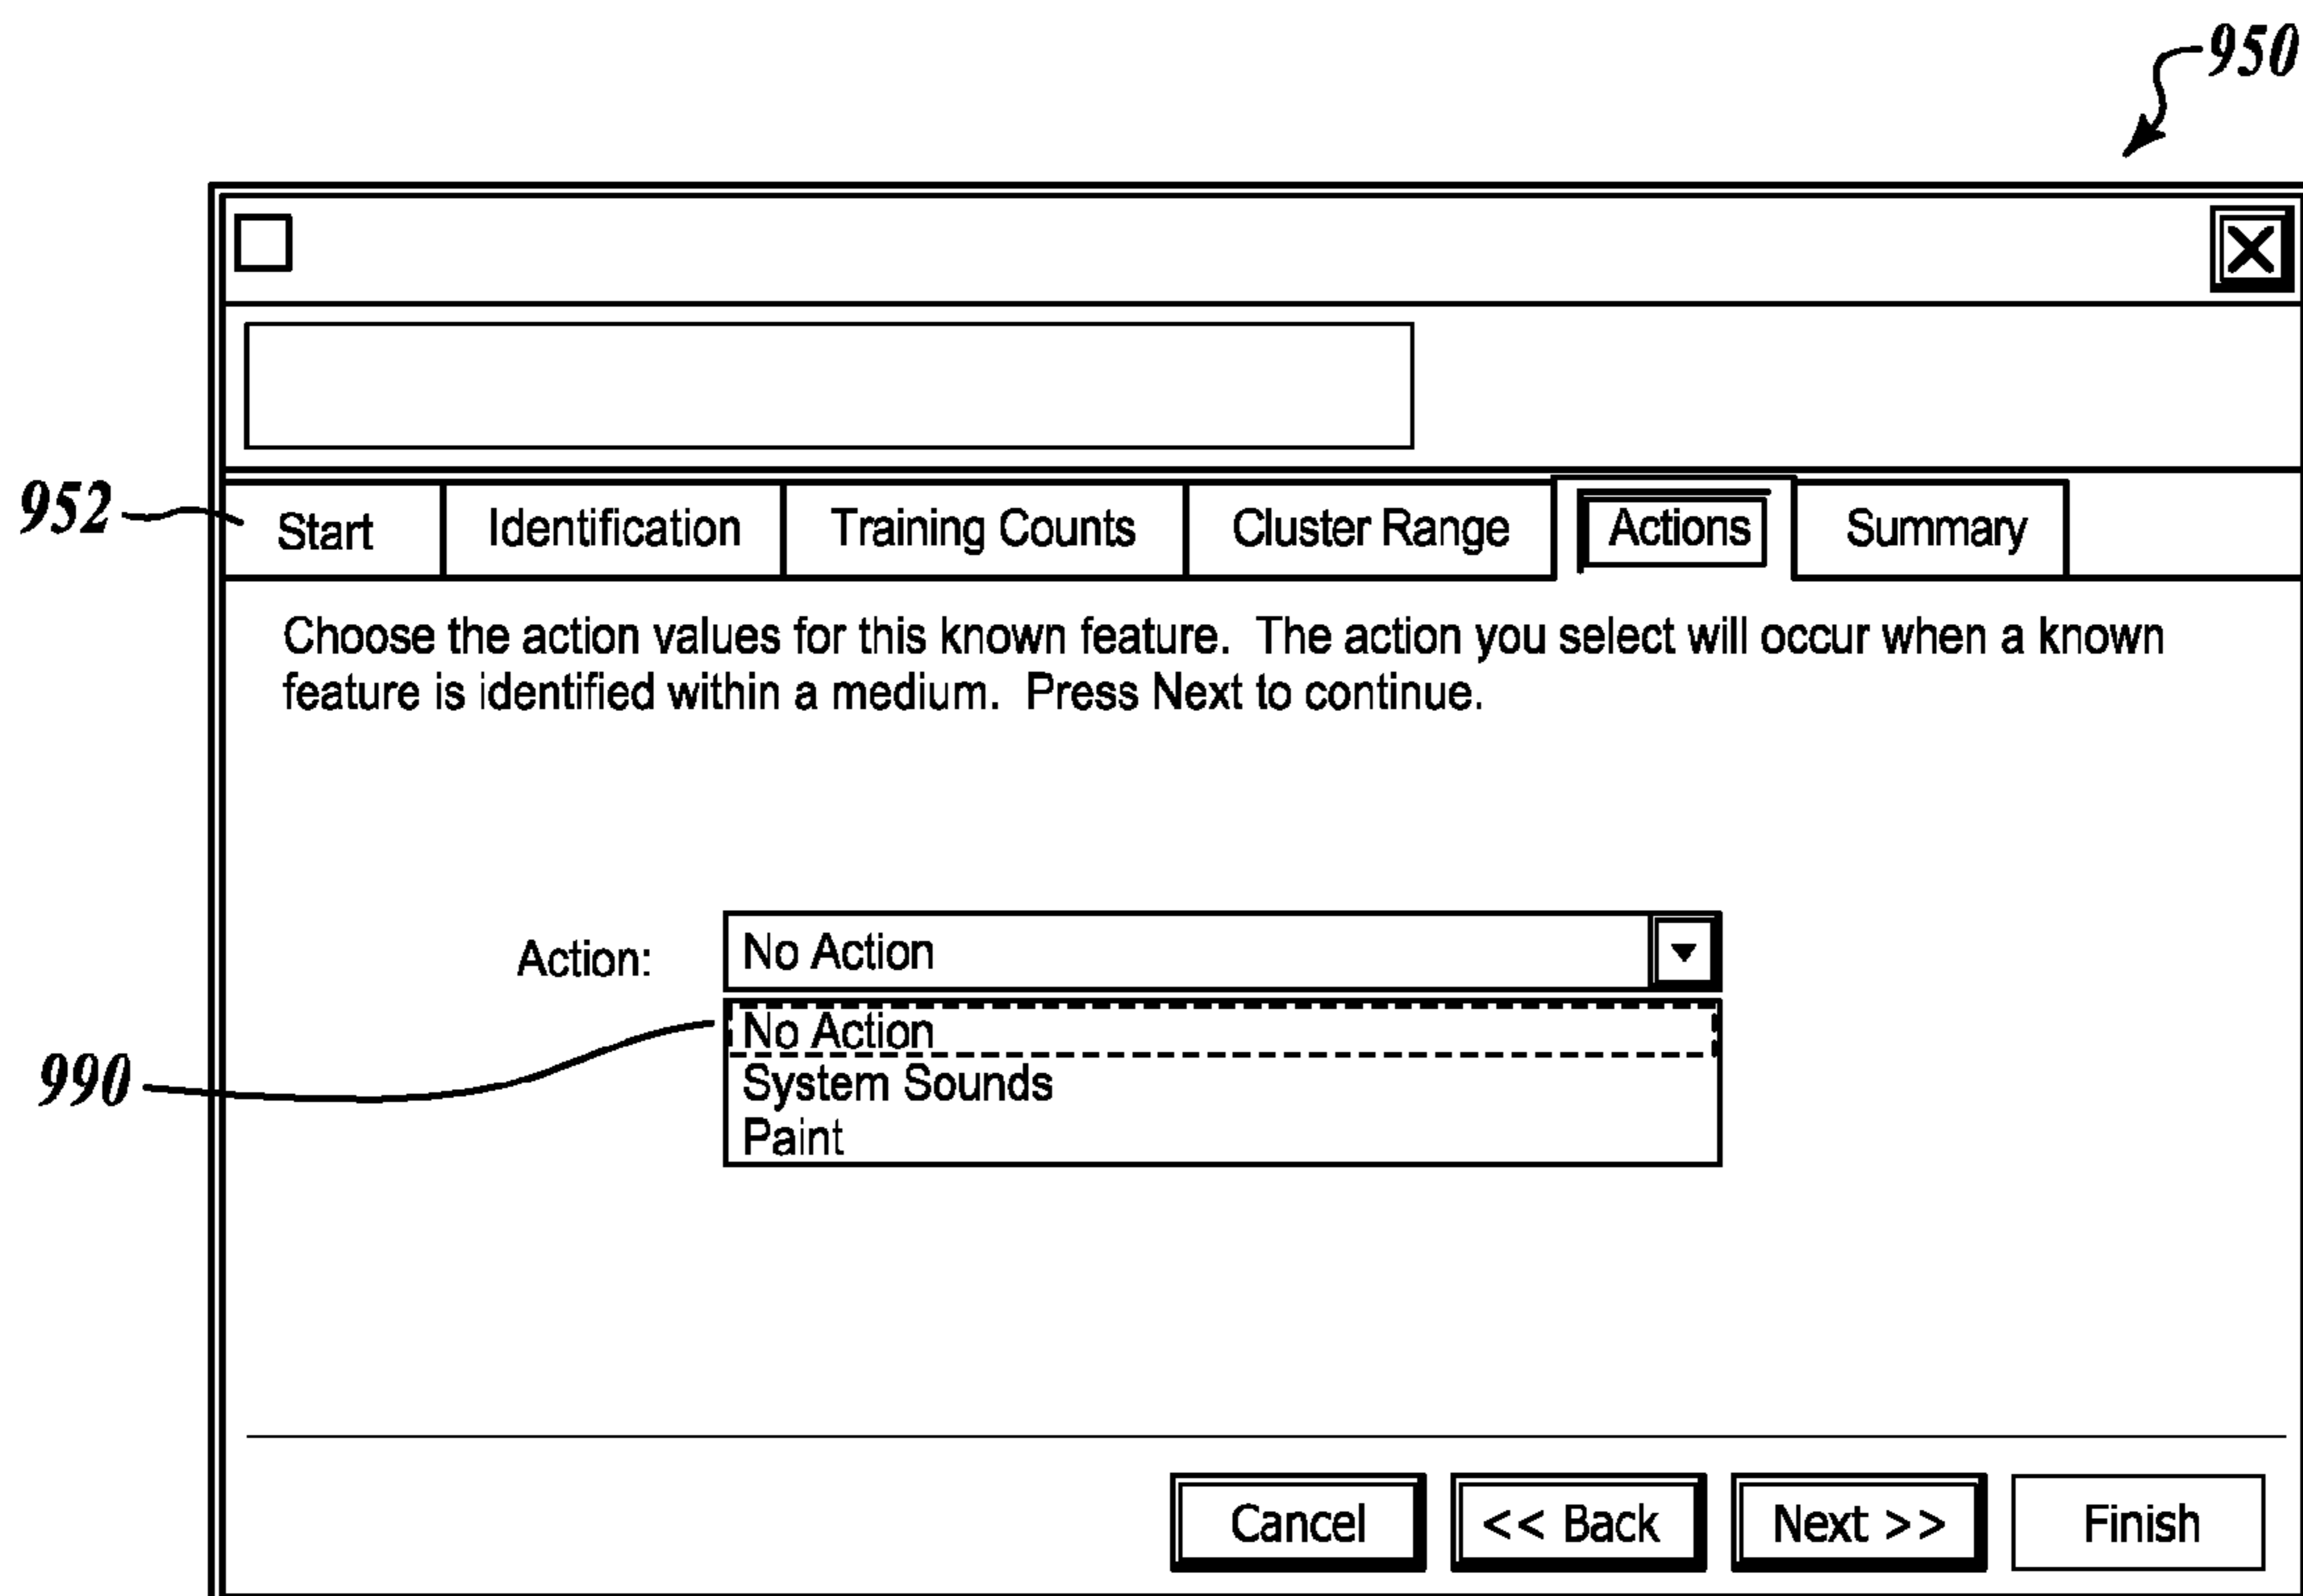 950
952
Start Identification Training Counts Cluster Range Actions Summary
Choose the action values for this known feature. The action you select will occur when a known
feature is identified within a medium. Press Next to continue.
Action: No Action
990
No Action
System Sounds
Paint
Cancel << Back Next >> Finish